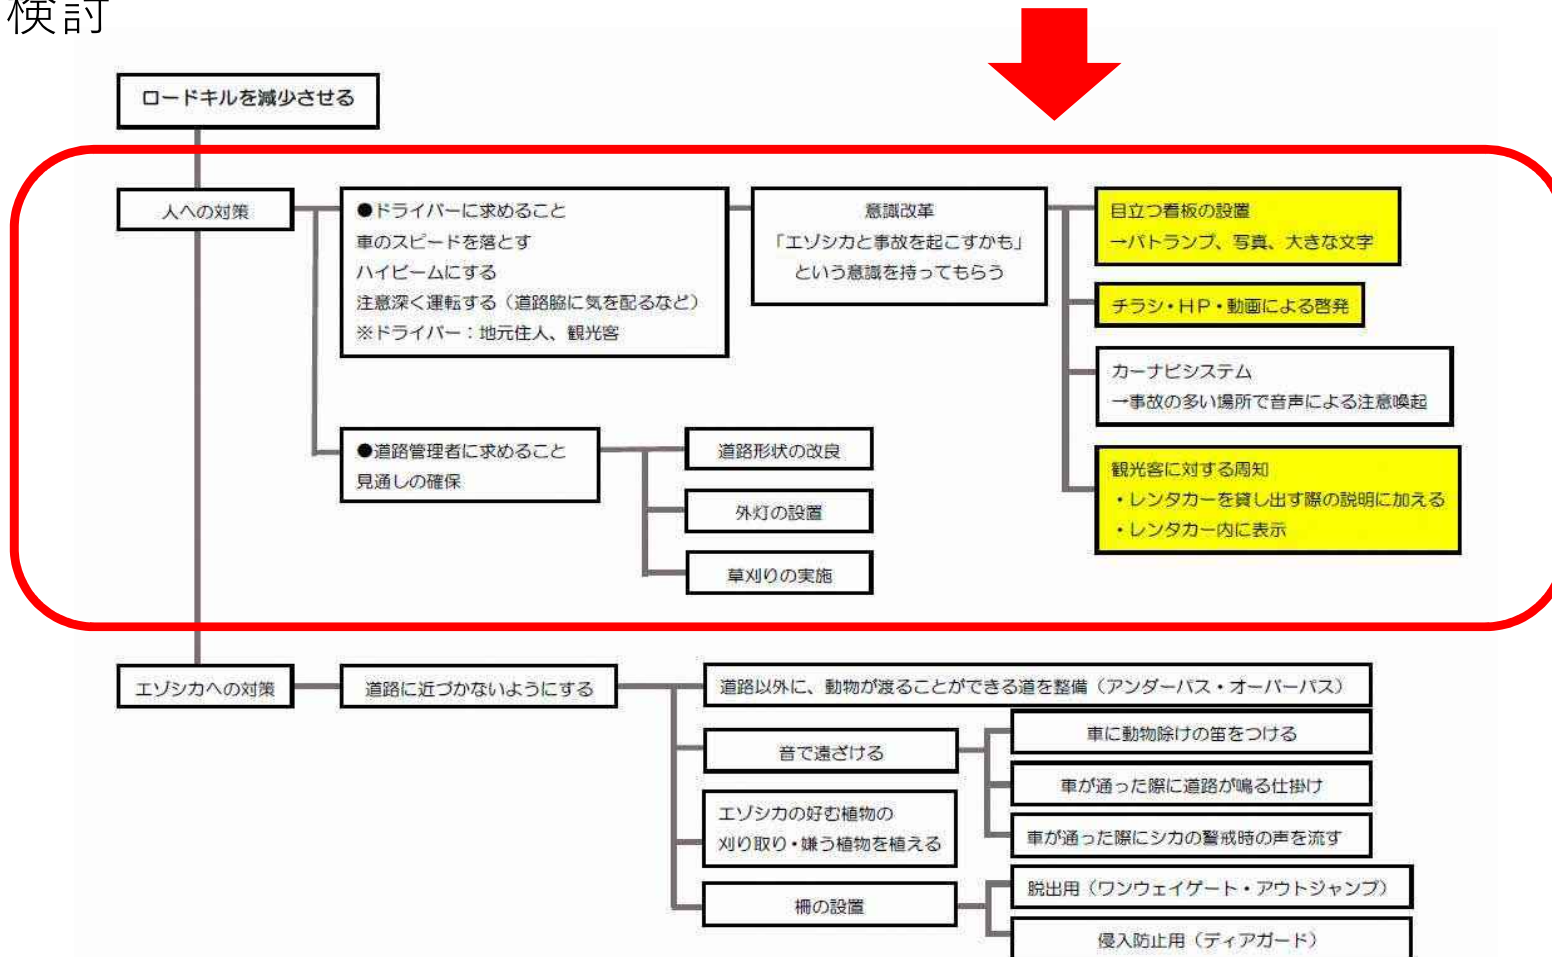 検討
ロードキルを減少させる
人への対策
●ドライバーに求めること
車のスピードを落とす
ハイビームにする
注意深く運転する（道路脇に気を配るなど）
※ドライバー：地元住人、観光客
意識改革
「エゾシカと事故を起こすかも」
という意識を持ってもらう
目立つ看板の設置
→パトランプ、写真、大きな文字
チラシ・ＨＰ・動画による啓発
カーナビシステム
→事故の多い場所で音声による注意喚起
観光客に対する周知
・レンタカーを貸し出す際の説明に加える
・レンタカー内に表示
●道路管理者に求めること
見通しの確保
道路形状の改良
外灯の設置
草刈りの実施
エゾシカへの対策
道路に近づかないようにする
道路以外に、動物が渡ることができる道を整備（アンダーパス・オーバーパス）
音で遠ざける
車に動物除けの笛をつける
車が通った際に道路が鳴る仕掛け
車が通った際にシカの警戒時の声を流す
エゾシカの好む植物の
刈り取り・嫌う植物を植える
柵の設置
脱出用（ワンウェイゲート・アウトジャンプ）
侵入防止用（ディアガード）